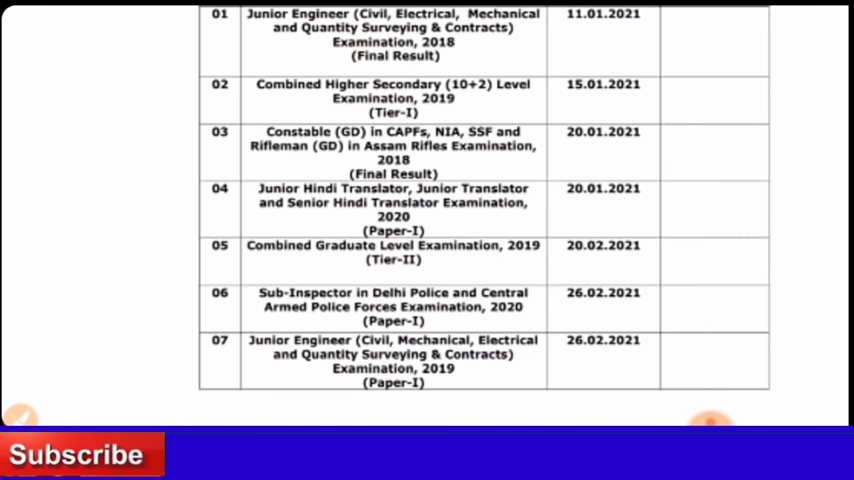 01 Junior Engineer (Civil, Electrical, Mechanical 11.01.2021
and Quantity Surveying & Contracts)
Examination, 2018
(Final Result)
02 Combined Higher Secondary (10+2) Level 15.01.2021
Examination, 2019
(Tier-I)
03 Constable (GD) in CAPFs, NIA, SSF and 20.01.2021
Rifleman (GD) in Assam Rifles Examination,
2018
(Final Result)
04 Junior Hindi Translator, Junior Translator 20.01.2021
and Senior Hindi Translator Examination,
2020
(Paper-I)
05 Combined Graduate Level Examination, 2019 20.02.2021
(Tier-II)
06 Sub-Inspector in Delhi Police and Central 26.02.2021
Armed Police Forces Examination, 2020
(Paper-I)
07 Junior Engineer (Civil, Mechanical, Electrical 26.02.2021
and Quantity Surveying & Contracts)
Examination, 2019
(Paper-I)
Subscribe